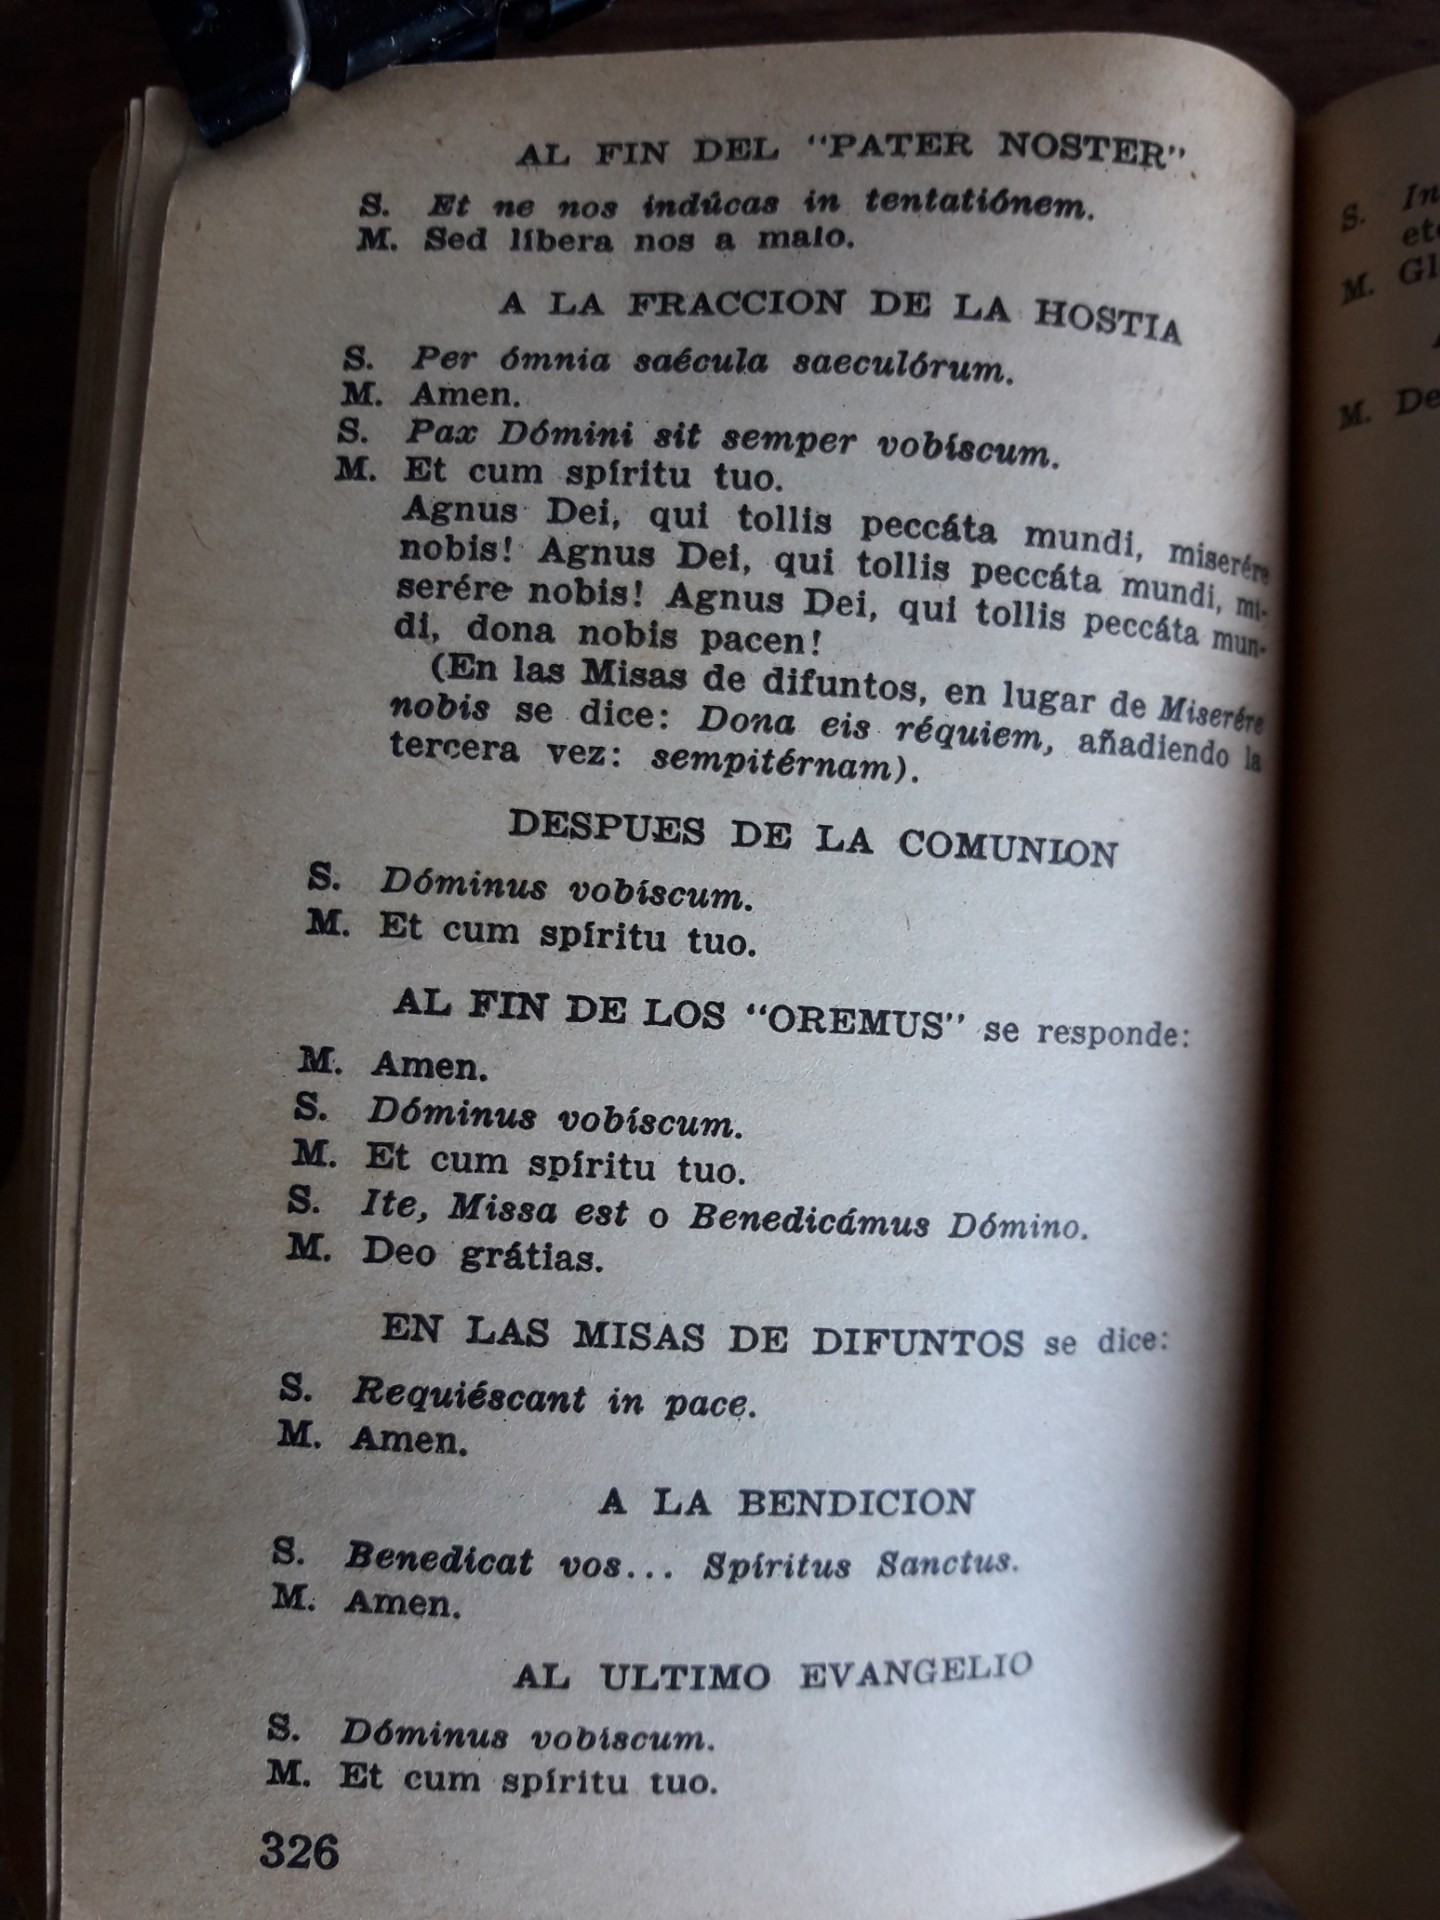 AL FIN DEL "PATER NOSTER"
S. Et ne nos indúcas in tentatiónem.
M. Sed líbera nos a malo.
A LA FRACCION DE LA HOSTIA
S. Per ómnia saécula saeculórum.
M. Amen.
S. Pax Dómini sit semper vobíscum.
M. Et cum spíritu tuo.
Agnus Dei, qui tollis peccáta mundi, miserére
nobis! Agnus Dei, qui tollis peccáta mundi, mi-
serére nobis! Agnus Dei, qui tollis peccáta mun-
di, dona nobis pacen!
(En las Misas de difuntos, en lugar de Miserére
nobis se dice: Dona eis réquiem, añadiendo la
tercera vez: sempitérnam).
DESPUES DE LA COMUNION
S. Dóminus vobíscum.
M. Et cum spíritu tuo.
AL FIN DE LOS "OREMUS" se responde:
M. Amen.
S. Dóminus vobíscum.
M. Et cum spíritu tuo.
S. Ite, Missa est o Benedicámus Dómino.
M. Deo grátias.
EN LAS MISAS DE DIFUNTOS se dice:
S. Requiéscant in pace.
M. Amen.
A LA BENDICION
S. Benedicat vos... Spíritus Sanctus.
M. Amen.
AL ULTIMO EVANGELIO
S. Dóminus vobíscum.
M. Et cum spíritu tuo.
326
S. In
M.
M. De